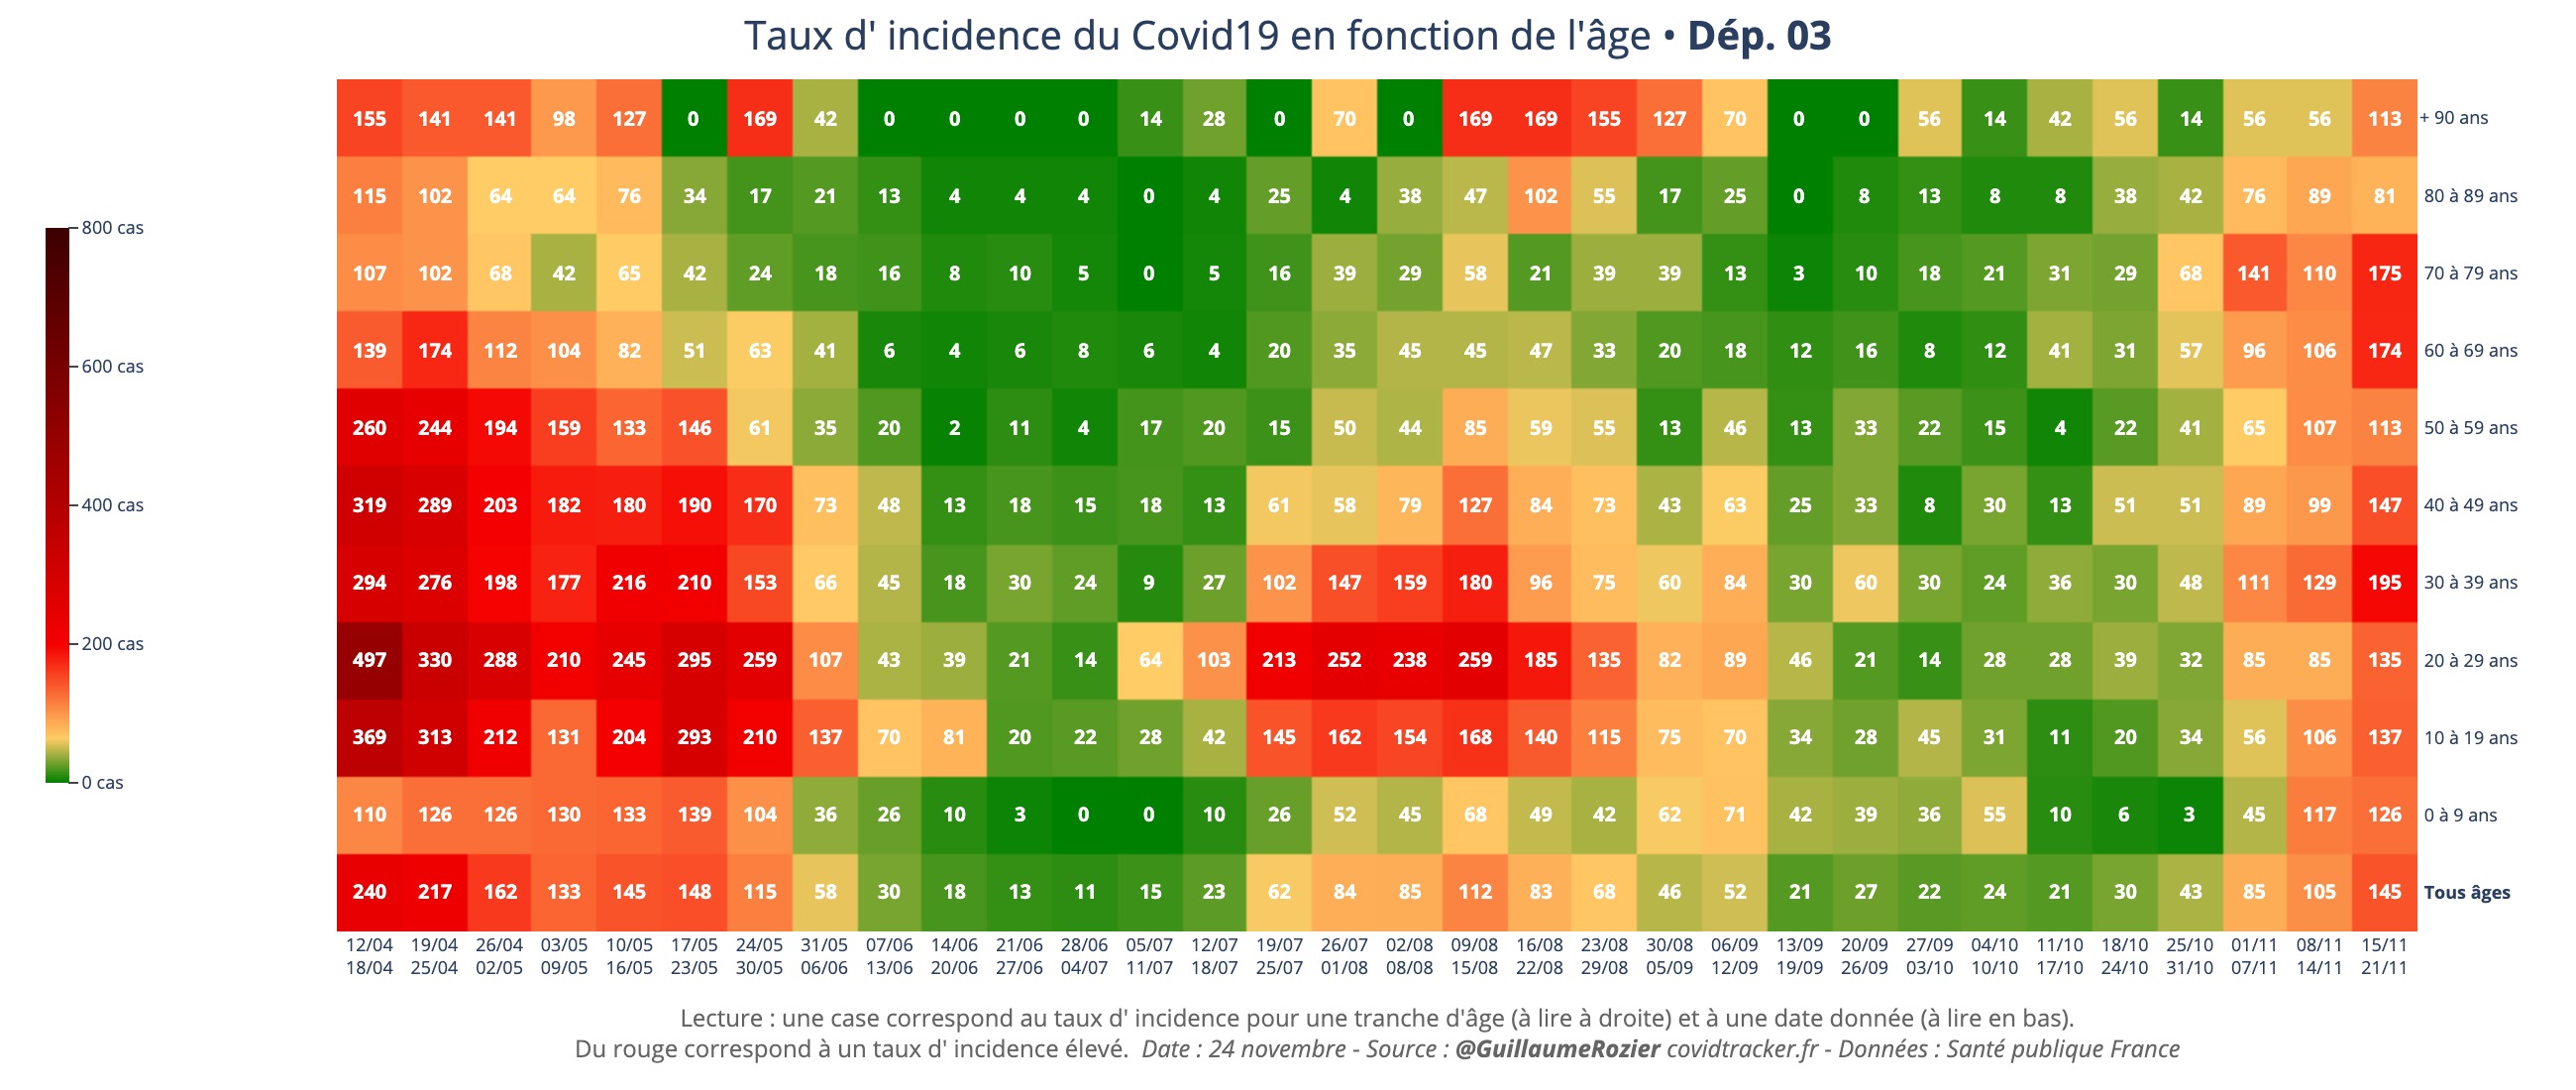 Taux d' incidence du Covid19 en fonction de l'âge • Dép. 03
155 141 141 98 127 0 169 42 0 0 0 0 14 28 0 70 0 169 169 155 127 70 0 0 56 14 42 56 14 56 56 113 + 90 ans
115 102 64 64 76 34 17 21 13 4 4 4 0 4 25 4 38 47 102 55 17 25 0 8 13 8 8 38 42 76 89 81 80 à 89 ans
800 cas
107 102 68 42 65 42 24 18 16 8 10 5 0 5 16 39 29 58 21 39 39 13 3 10 18 21 31 29 68 141 110 175 70 à 79 ans
139 174 112 104 82 51 63 41 6 4 6 8 6 4 20 35 45 45 47 33 20 18 12 16 8 12 41 31 57 96 106 174 60 à 69 ans
600 cas
260 244 194 159 133 146 61 35 20 2 11 4 17 20 15 50 44 85 59 55 13 46 13 33 22 15 4 22 41 65 107 113 50 à 59 ans
400 cas
319 289 203 182 180 190 170 73 48 13 18 15 18 13 61 58 79 127 84 73 43 63 25 33 8 30 13 51 51 89 99 147 40 à 49 ans
294 276 198 177 216 210 153 66 45 18 30 24 9 27 102 147 159 180 96 75 60 84 30 60 30 24 36 30 48 111 129 195 30 à 39 ans
200 cas
497 330 288 210 245 295 259 107 43 39 21 14 64 103 213 252 238 259 185 135 82 89 46 21 14 28 28 39 32 85 85 135 20 à 29 ans
369 313 212 131 204 293 210 137 70 81 20 22 28 42 145 162 154 168 140 115 75 70 34 28 45 31 11 20 34 56 106 137 10 à 19 ans
0 cas
110 126 126 130 133 139 104 36 26 10 3 0 0 10 26 52 45 68 49 42 62 71 42 39 36 55 10 6 3 45 117 126 0 à 9 ans
240 217 162 133 145 148 115 58 30 18 13 11 15 23 62 84 85 112 83 68 46 52 21 27 22 24 21 30 43 85 105 145 Tous âges
12/04 19/04 26/04 03/05 10/05 17/05 24/05 31/05 07/06 14/06 21/06 28/06 05/07 12/07 19/07 26/07 02/08 09/08 16/08 23/08 30/08 06/09 13/09 20/09 27/09 04/10 11/10 18/10 25/10 01/11 08/11 15/11
18/04 25/04 02/05 09/05 16/05 23/05 30/05 06/06 13/06 20/06 27/06 04/07 11/07 18/07 25/07 01/08 08/08 15/08 22/08 29/08 05/09 12/09 19/09 26/09 03/10 10/10 17/10 24/10 31/10 07/11 14/11 21/11
Lecture : une case correspond au taux d' incidence pour une tranche d'âge (à lire à droite) et à une date donnée (à lire en bas).
Du rouge correspond à un taux d' incidence élevé. Date : 24 novembre - Source : @GuillaumeRozier covidtracker.fr - Données : Santé publique France